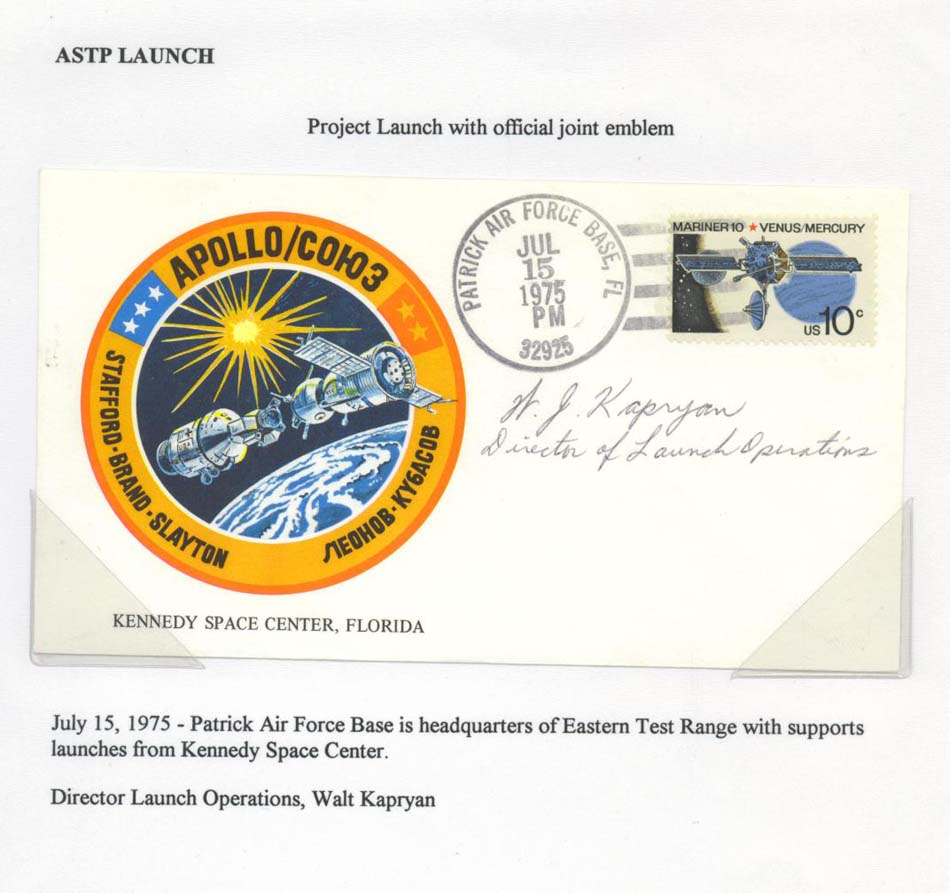 ASTP LAUNCH
Project Launch with official joint emblem
APOLLO/СОЮЗ
STAFFORD·BRAND·SLAYTON
ЛЕОНОВ·КУБАСОВ
KENNEDY SPACE CENTER, FLORIDA
PATRICK AIR FORCE BASE, FL
JUL
15
1975
PM
32925
MARINER 10 ★ VENUS/MERCURY
US 10c
W. J. Kapryan
Director of Launch Operations
July 15, 1975 - Patrick Air Force Base is headquarters of Eastern Test Range with supports
launches from Kennedy Space Center.
Director Launch Operations, Walt Kapryan